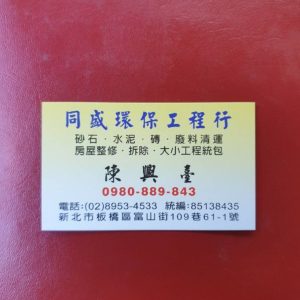 同盛環保工程行
砂石·水泥·磚·廢料清運
房屋整修·拆除·大小工程統包
陳興臺
0980-889-843
電話:(02)8953-4533 統編:85138435
新北市板橋區富山街109巷61-1號